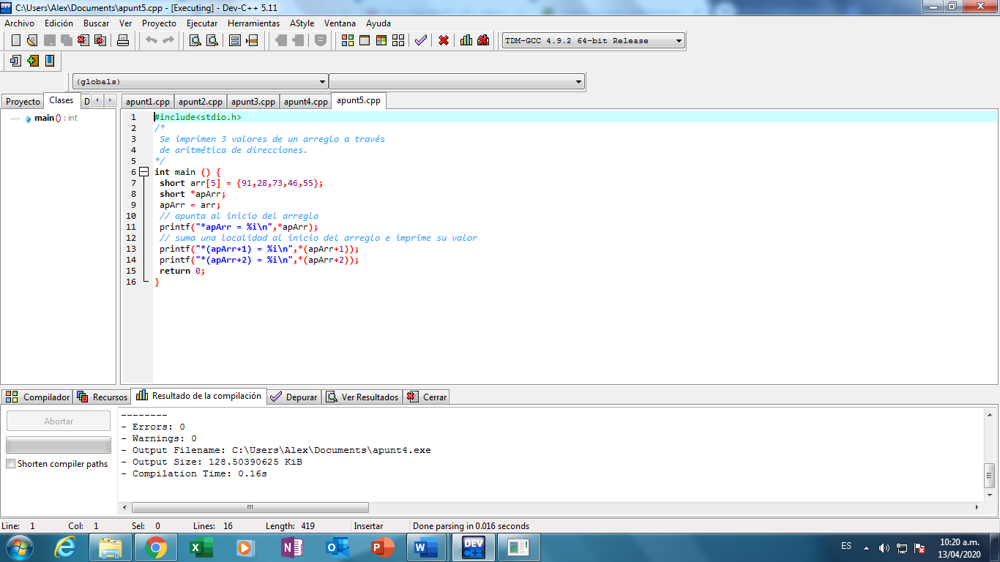 C:\Users\Alex\Documents\apunt5.cpp - [Executing] - Dev-C++ 5.11
Archivo Edición Buscar Ver Proyecto Ejecutar Herramientas AStyle Ventana Ayuda
TDM-GCC 4.9.2 64-bit Release
(globals)
Proyecto Clases D apunt1.cpp apunt2.cpp apunt3.cpp apunt4.cpp apunt5.cpp
main () : int
1 #include<stdio.h>
2 /*
3 Se imprimen 3 valores de un arreglo a través
4 de aritmética de direcciones.
5 */
6 int main () {
7 short arr[5] = {91,28,73,46,55};
8 short *apArr;
9 apArr = arr;
10 // apunta al inicio del arreglo
11 printf("*apArr = %i\n",*apArr);
12 // suma una localidad al inicio del arreglo e imprime su valor
13 printf("*(apArr+1) = %i\n",*(apArr+1));
14 printf("*(apArr+2) = %i\n",*(apArr+2));
15 return 0;
16 }
Compilador Recursos Resultado de la compilación Depurar Ver Resultados Cerrar
Abortar
Shorten compiler paths
--------
- Errors: 0
- Warnings: 0
- Output Filename: C:\Users\Alex\Documents\apunt4.exe
- Output Size: 128.50390625 KiB
- Compilation Time: 0.16s
Line: 1 Col: 1 Sel: 0 Lines: 16 Length: 419 Insertar Done parsing in 0.016 seconds
DEV C++
ES
10:20 a.m.
13/04/2020